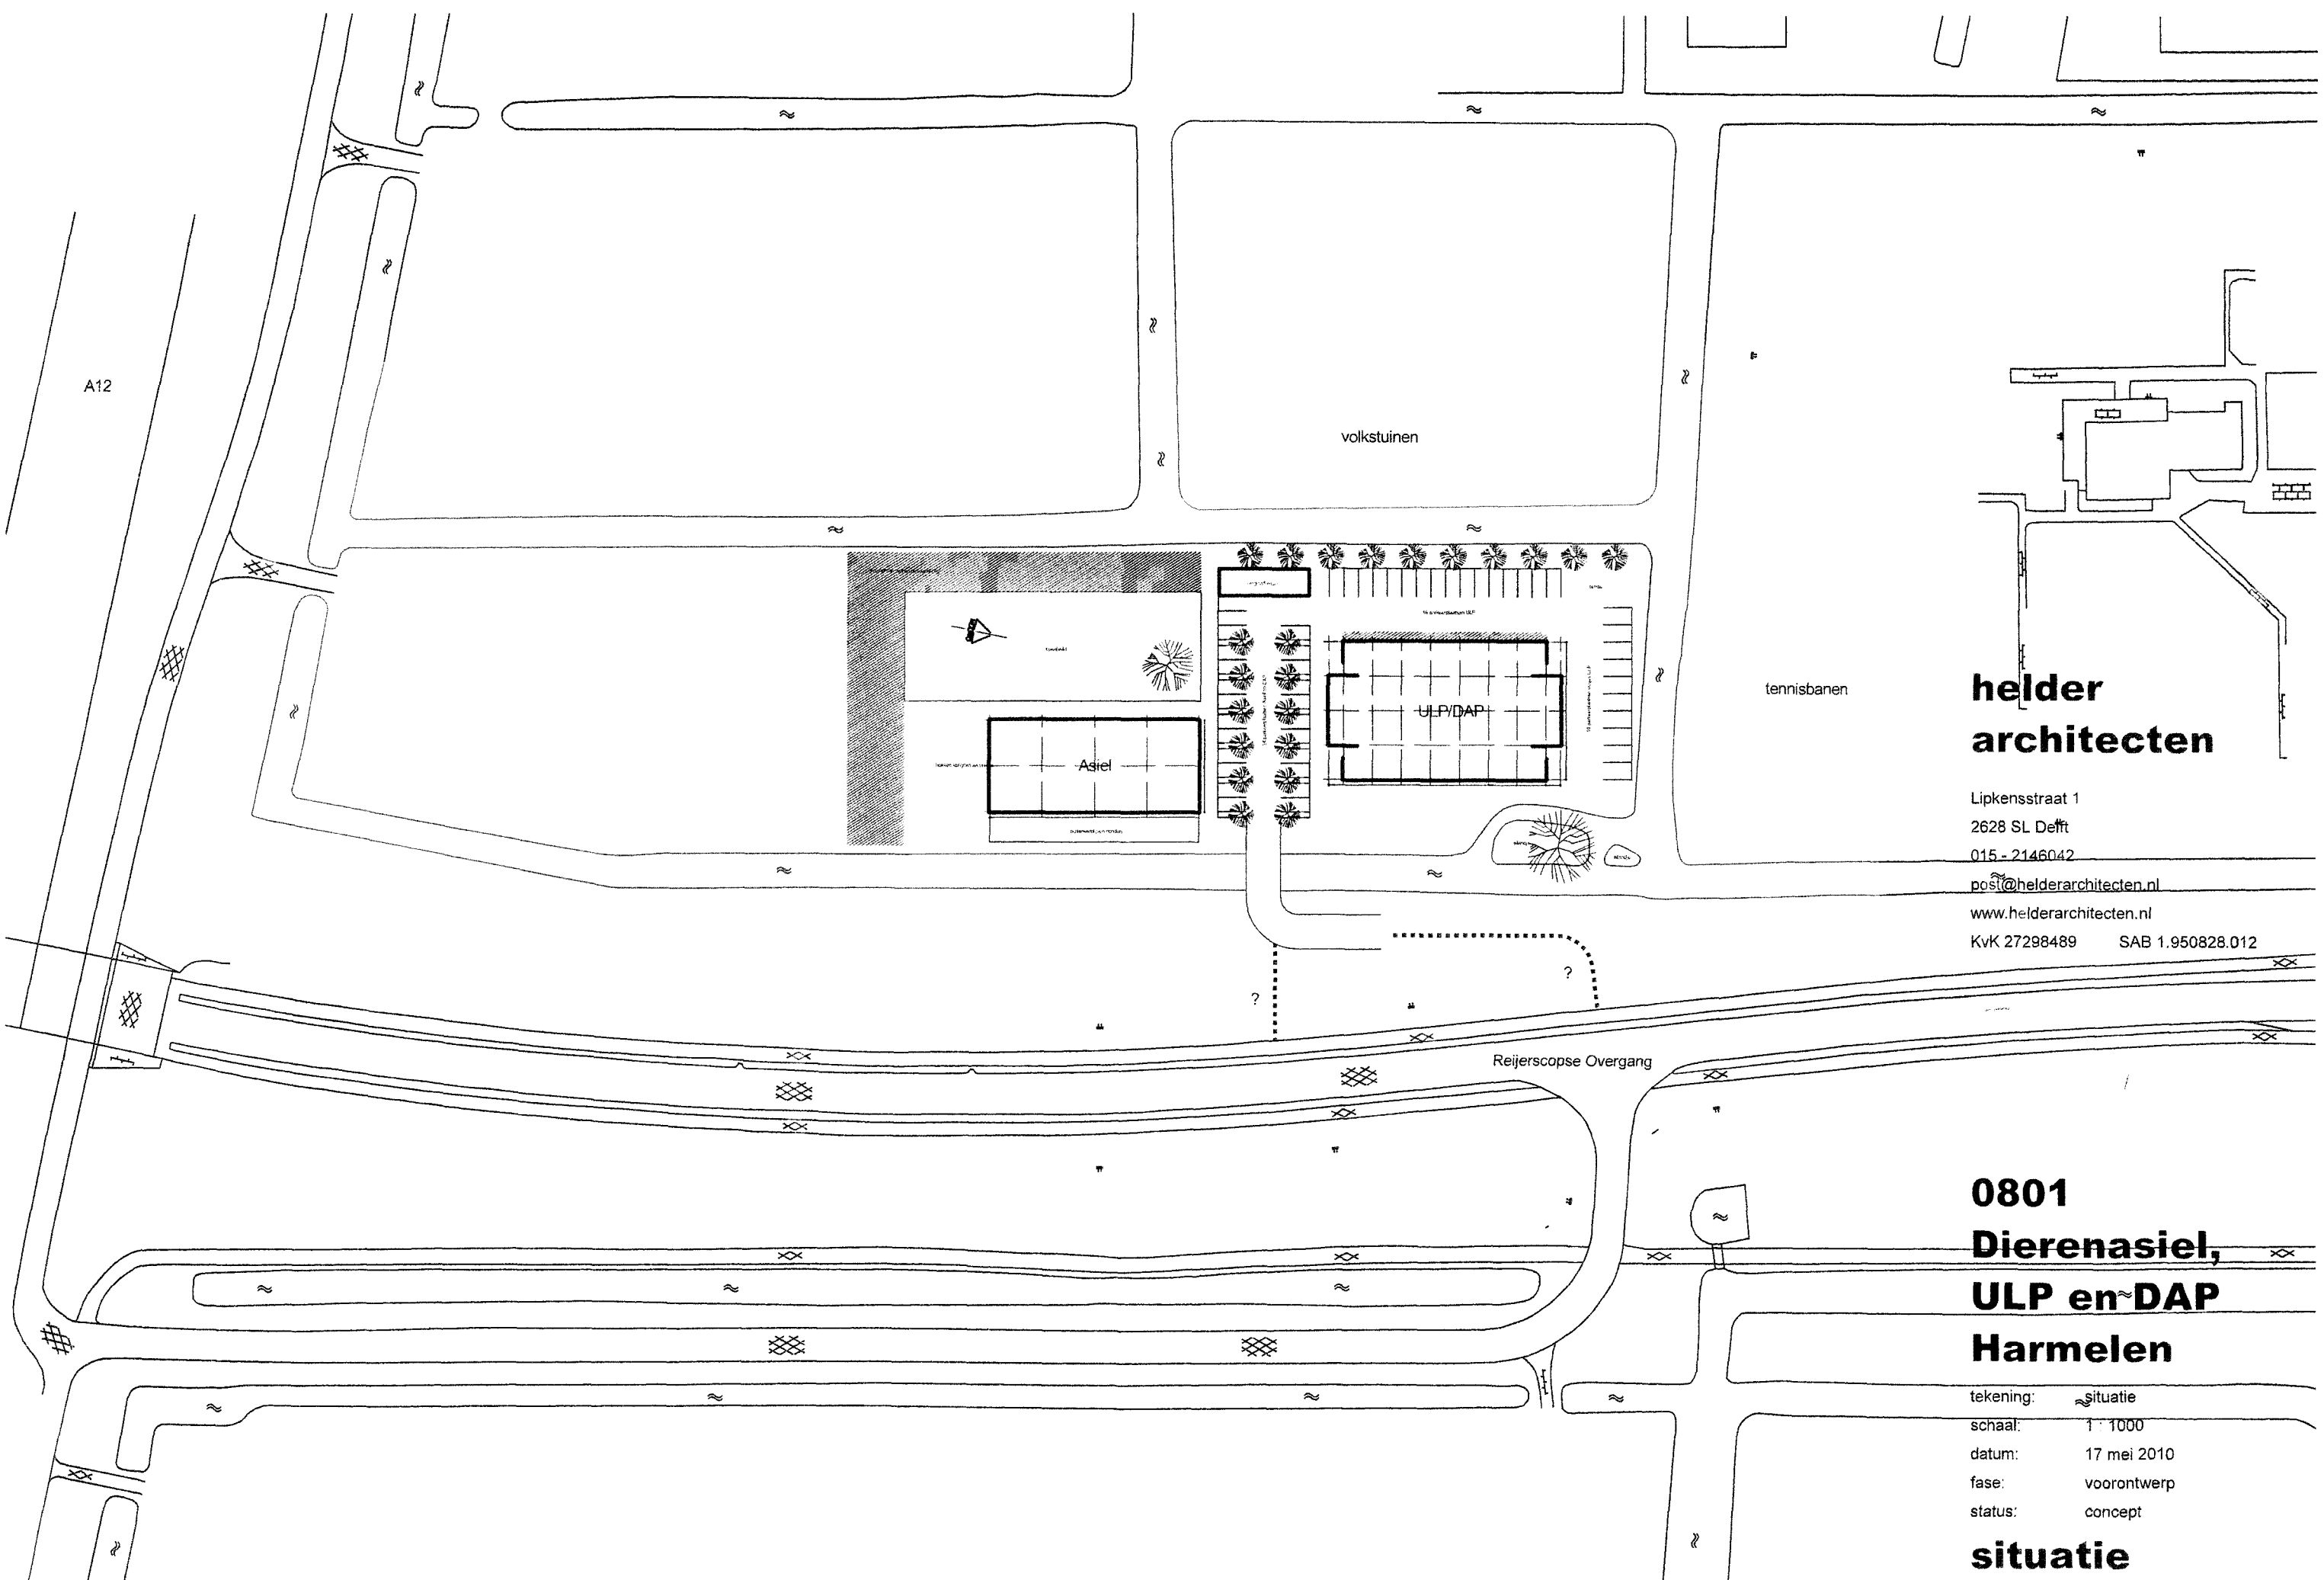 A12
volkstuinen
tennisbanen
ULP/DAP
Asiel
?
?
Reijerscopse Overgang
helder
architecten
Lipkensstraat 1
2628 SL Delft
015 - 2146042
post@helderarchitecten.nl
www.helderarchitecten.nl
KvK 27298489 SAB 1.950828.012
0801
Dierenasiel,
ULP en DAP
Harmelen
tekening: situatie
schaal: 1 : 1000
datum: 17 mei 2010
fase: voorontwerp
status: concept
situatie